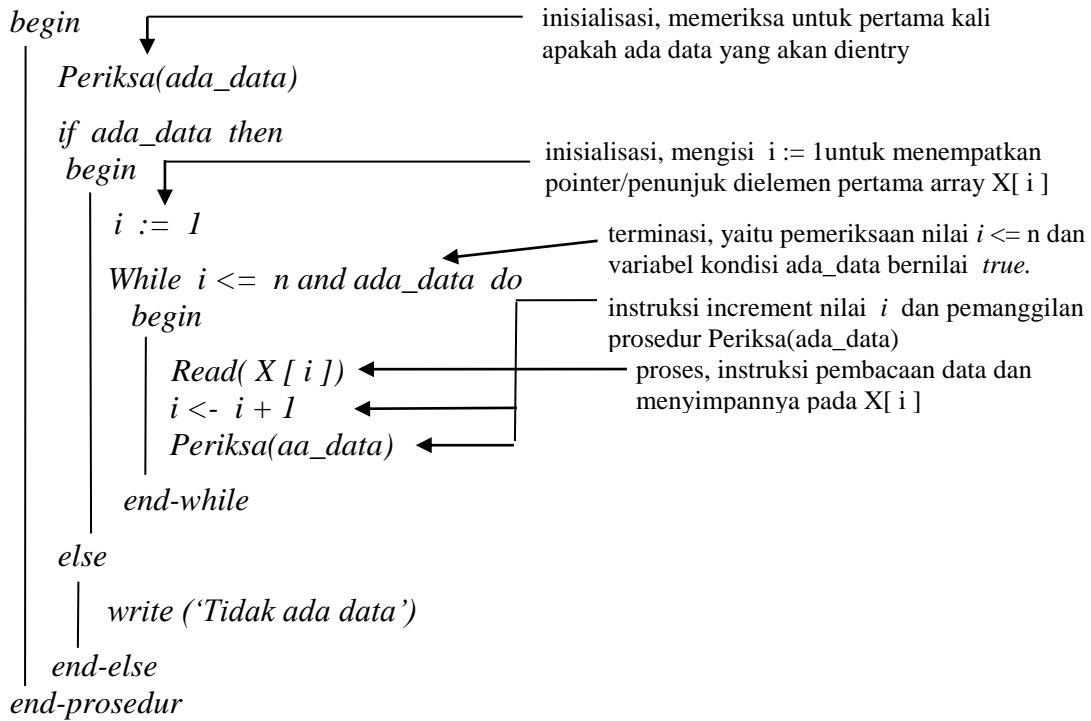 begin
inisialisasi, memeriksa untuk pertama kali
apakah ada data yang akan dientry
Periksa(ada_data)
if ada_data then
begin
inisialisasi, mengisi i := 1untuk menempatkan
pointer/penunjuk dielemen pertama array X[ i ]
i := 1
terminasi, yaitu pemeriksaan nilai i <= n dan
variabel kondisi ada_data bernilai true.
While i <= n and ada_data do
begin
instruksi increment nilai i dan pemanggilan
prosedur Periksa(ada_data)
Read( X [ i ])
proses, instruksi pembacaan data dan
menyimpannya pada X[ i ]
i <- i + 1
Periksa(aa_data)
end-while
else
write (‘Tidak ada data’)
end-else
end-prosedur